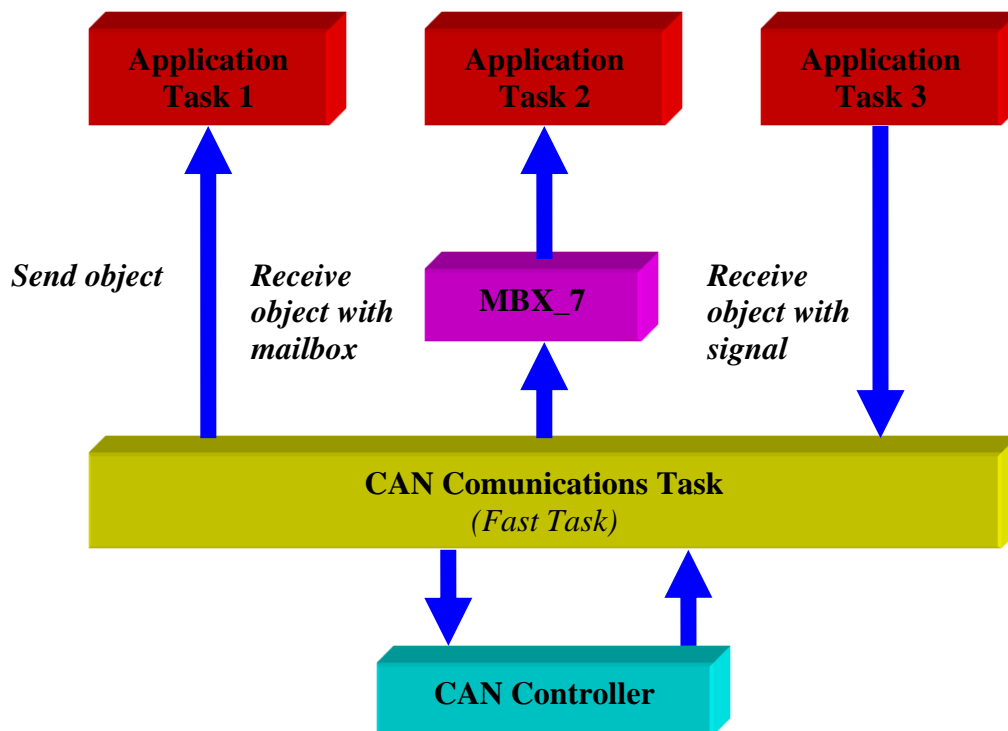 Application
Task 1
Application
Task 2
Application
Task 3
Send object
Receive
object with
mailbox
MBX_7
Receive
object with
signal
CAN Comunications Task
(Fast Task)
CAN Controller